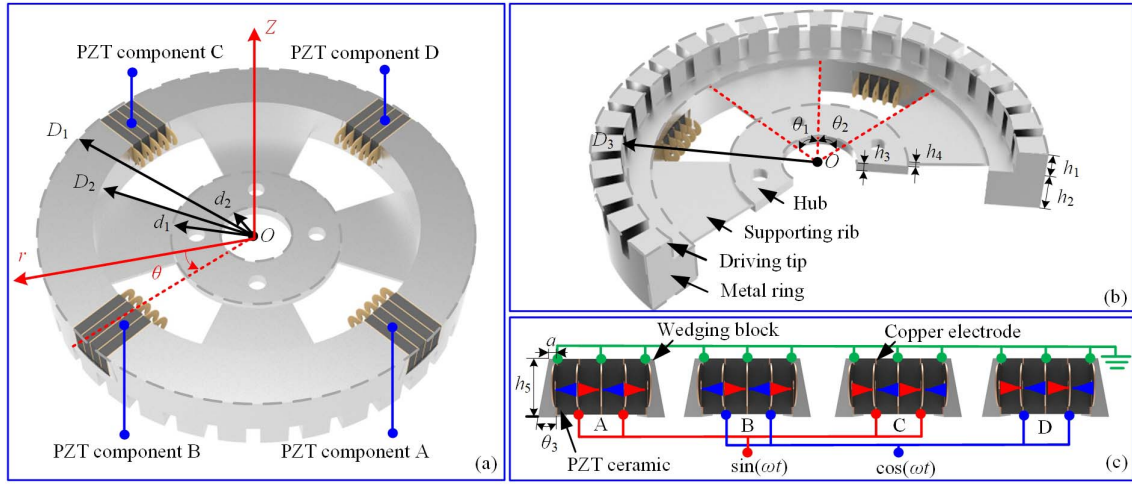 Z
PZT component C
PZT component D
D1
D2
d2
d1
O
r
θ
PZT component B
PZT component A
(a)
D3
θ1
θ2
h3
h4
O
h1
h2
Hub
Supporting rib
Driving tip
Metal ring
(b)
Wedging block
Copper electrode
a
h5
A
B
C
D
θ3
PZT ceramic
sin(ωt)
cos(ωt)
(c)